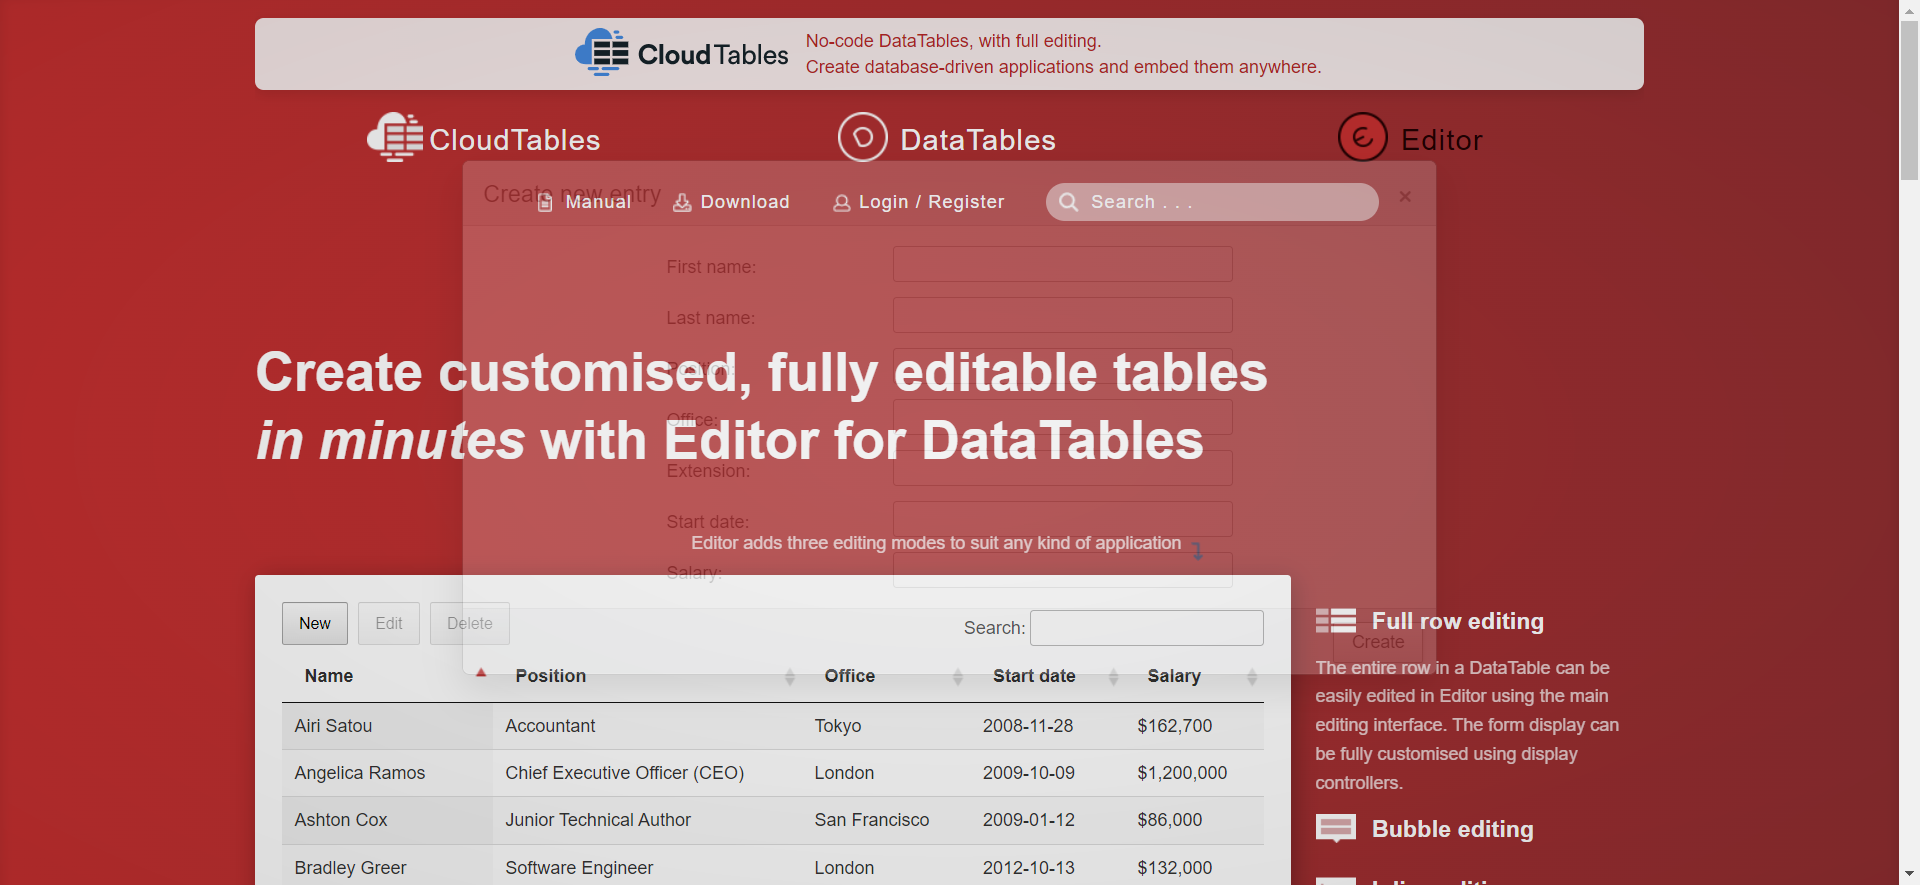 CloudTables
No-code DataTables, with full editing.
Create database-driven applications and embed them anywhere.
CloudTables
DataTables
Editor
Create new entry
Manual
Download
Login / Register
Search . . .
×
First name:
Last name:
Position:
Create customised, fully editable tables
in minutes with Editor for DataTables
Office:
Extension:
Start date:
Editor adds three editing modes to suit any kind of application
Salary:
New
Edit
Delete
Search:
Create
Name Position Office Start date Salary
Airi Satou Accountant Tokyo 2008-11-28 $162,700
Angelica Ramos Chief Executive Officer (CEO) London 2009-10-09 $1,200,000
Ashton Cox Junior Technical Author San Francisco 2009-01-12 $86,000
Bradley Greer Software Engineer London 2012-10-13 $132,000
Full row editing
The entire row in a DataTable can be
easily edited in Editor using the main
editing interface. The form display can
be fully customised using display
controllers.
Bubble editing